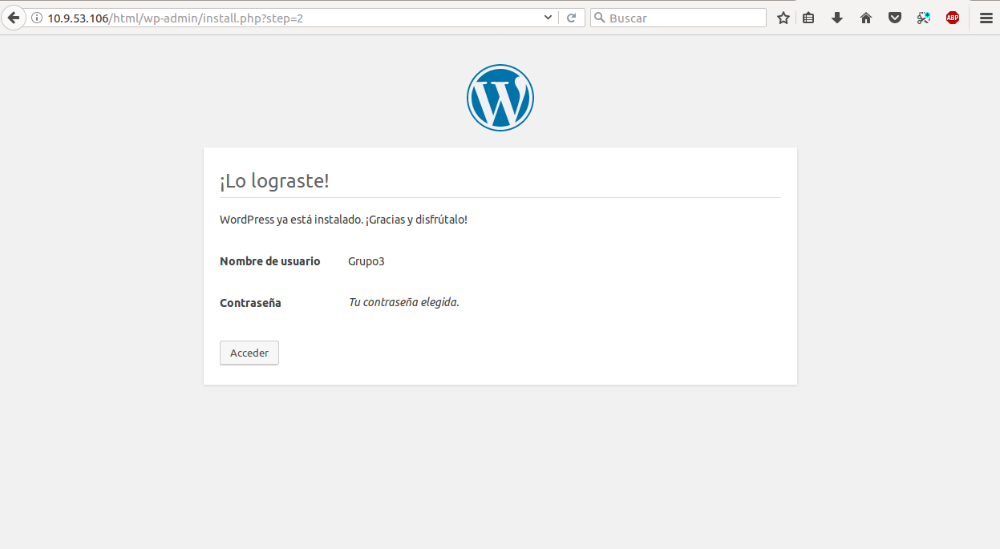 10.9.53.106/html/wp-admin/install.php?step=2
Buscar
ABP
W
¡Lo lograste!
WordPress ya está instalado. ¡Gracias y disfrútalo!
Nombre de usuario Grupo3
Contraseña Tu contraseña elegida.
Acceder